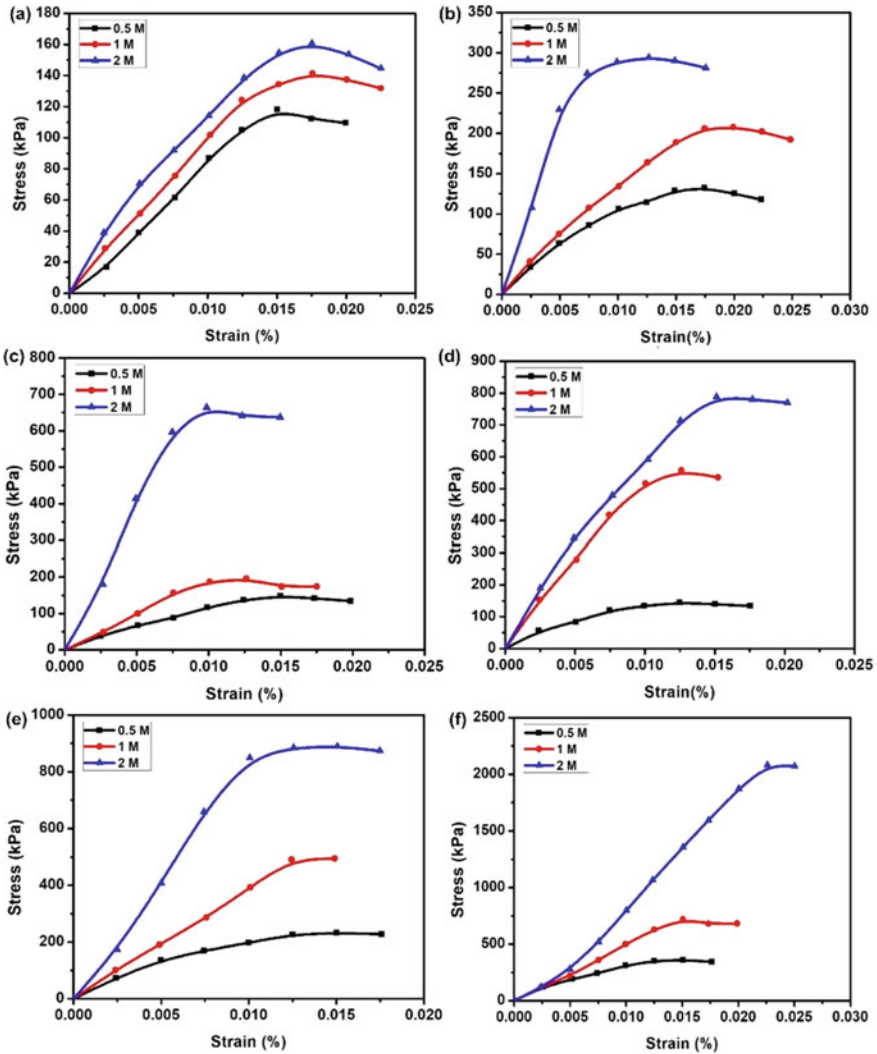 (a)
0.5 M
1 M
2 M
180
160
140
120
100
80
60
40
20
0
Stress (kPa)
0.000 0.005 0.010 0.015 0.020 0.025
Strain (%)
(b)
0.5 M
1 M
2 M
350
300
250
200
150
100
50
0
Stress (kPa)
0.000 0.005 0.010 0.015 0.020 0.025 0.030
Strain(%)
(c)
0.5 M
1 M
2 M
800
700
600
500
400
300
200
100
0
Stress (kPa)
0.000 0.005 0.010 0.015 0.020 0.025
Strain (%)
(d)
0.5 M
1 M
2 M
900
800
700
600
500
400
300
200
100
0
Stress (kPa)
0.000 0.005 0.010 0.015 0.020 0.025
Strain(%)
(e)
0.5 M
1 M
2 M
1000
800
600
400
200
0
Stress (kPa)
0.000 0.005 0.010 0.015 0.020
Strain (%)
(f)
0.5 M
1 M
2 M
2500
2000
1500
1000
500
0
Stress (kPa)
0.000 0.005 0.010 0.015 0.020 0.025 0.030
Strain (%)